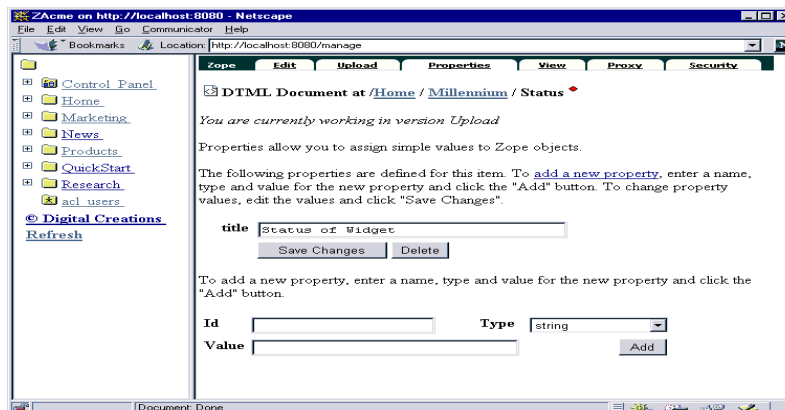 ZAcme on http://localhost:8080 - Netscape
File Edit View Go Communicator Help
Bookmarks Location: http://localhost:8080/manage
Control Panel
Home
Marketing
News
Products
QuickStart
Research
acl_users
© Digital Creations
Refresh
Zope Edit Upload Properties View Proxy Security
DTML Document at /Home / Millennium / Status
You are currently working in version Upload
Properties allow you to assign simple values to Zope objects.
The following properties are defined for this item. To add a new property, enter a name,
type and value for the new property and click the "Add" button. To change property
values, edit the values and click "Save Changes".
title Status of Widget
Save Changes Delete
To add a new property, enter a name, type and value for the new property and click the
"Add" button.
Id Type string
Value Add
Document: Done